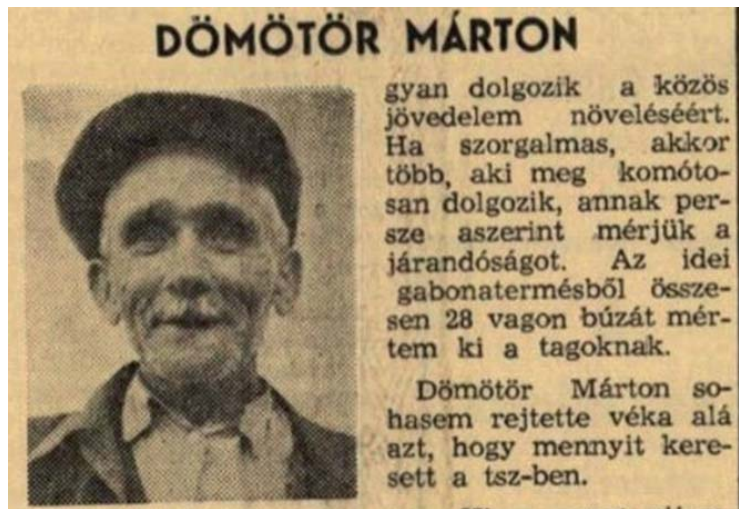 DÖMÖTÖR MÁRTON
gyan dolgozik a közös
jövedelem növeléséért.
Ha szorgalmas, akkor
több, aki meg komóto-
san dolgozik, annak per-
sze aszerint mérjük a
járandóságot. Az idei
gabonatermésből össze-
sen 28 vagon búzát mér-
tem ki a tagoknak.
Dömötör Márton so-
hasem rejtette véka alá
azt, hogy mennyit kere-
sett a tsz-ben.